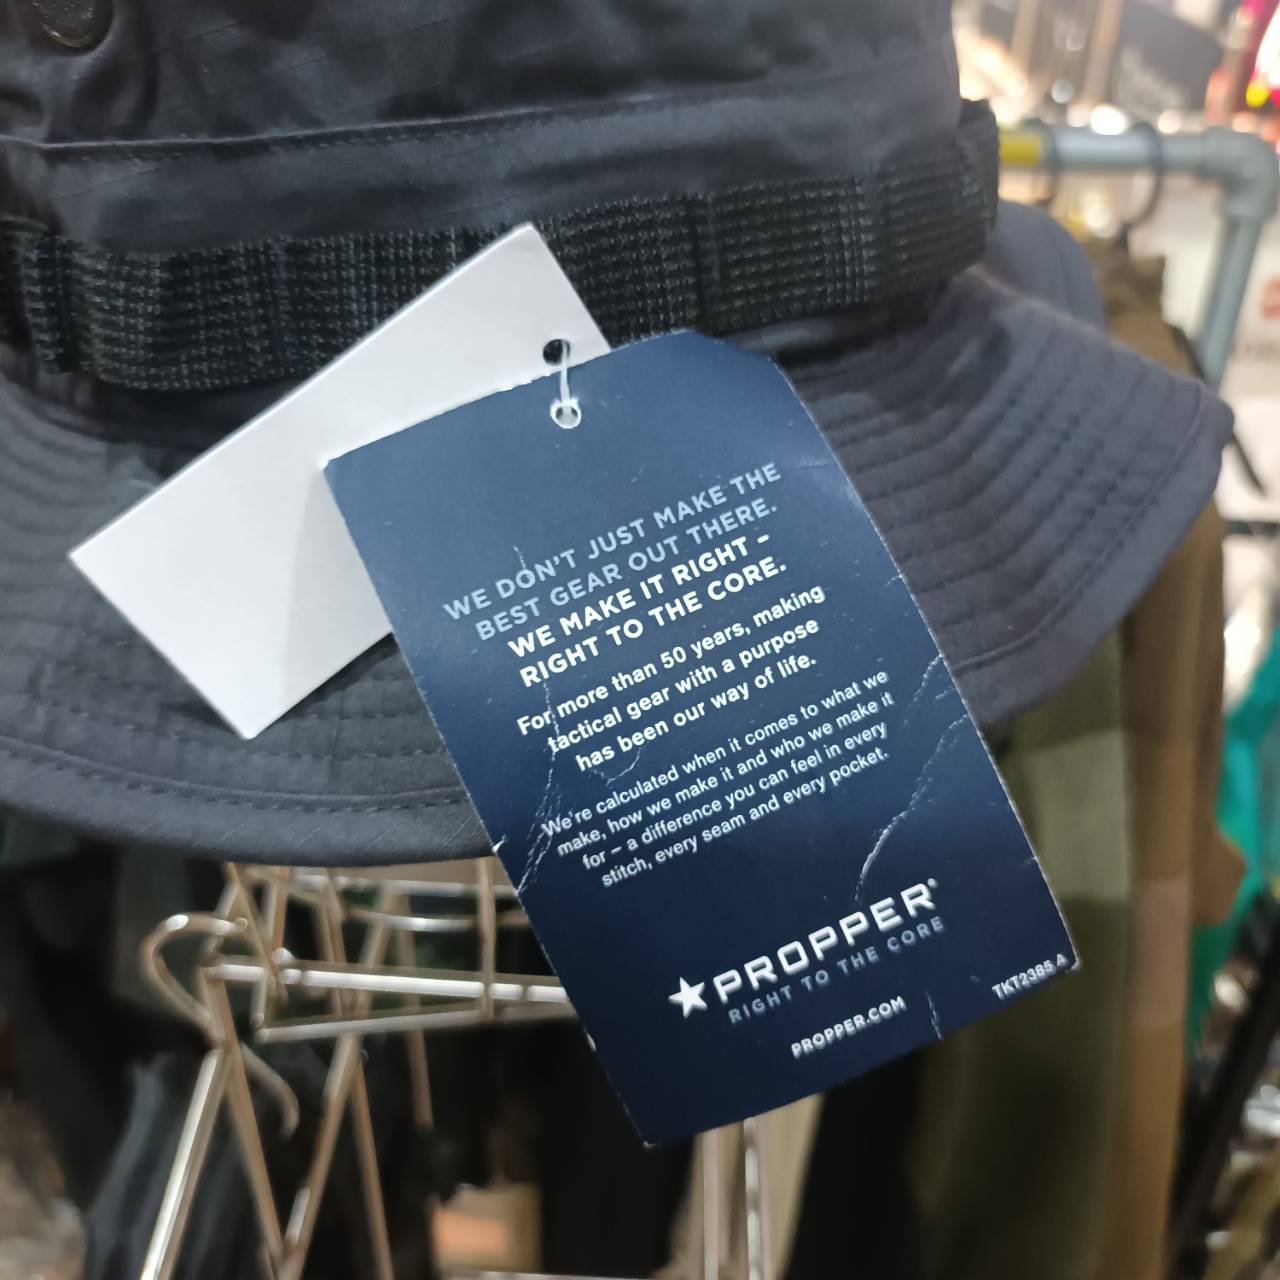 WE DON'T JUST MAKE THE
BEST GEAR OUT THERE.
WE MAKE IT RIGHT –
RIGHT TO THE CORE.
For more than 50 years, making
tactical gear with a purpose
has been our way of life.
We're calculated when it comes to what we
make, how we make it and who we make it
for – a difference you can feel in every
stitch, every seam and every pocket.
PROPPER®
RIGHT TO THE CORE
PROPPER.COM
TKT2385 A